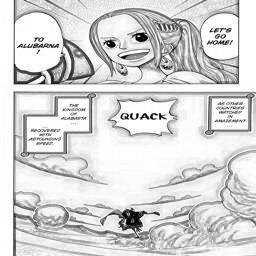 LET'S
GO
HOME!
TO
ALUBARNA
!
AS OTHER
COUNTRIES
WATCHED
IN
AMAZEMENT
...
QUACK
THE
KINGDOM
OF
ALABASTA
...
... RECOVERED
WITH
ASTOUNDING
SPEED.